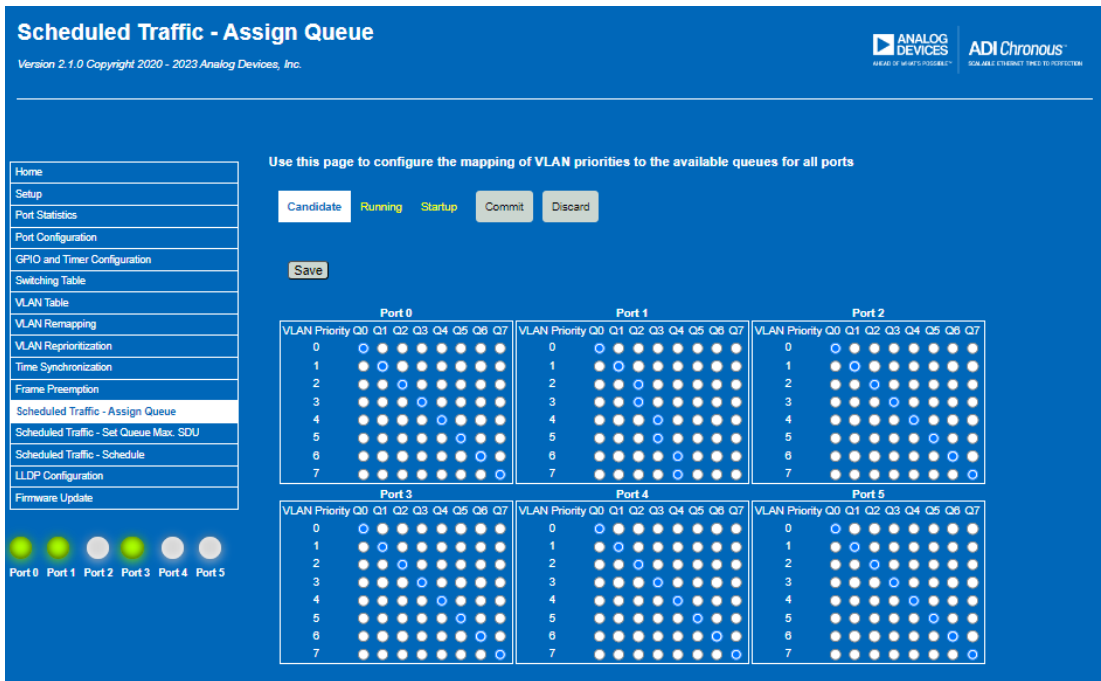 Scheduled Traffic - Assign Queue
Version 2.1.0 Copyright 2020 - 2023 Analog Devices, Inc.
ANALOG
DEVICES
AHEAD OF WHAT'S POSSIBLE™
ADI Chronous™
SCALABLE ETHERNET TIMED TO PERFECTION
Home
Setup
Port Statistics
Port Configuration
GPIO and Timer Configuration
Switching Table
VLAN Table
VLAN Remapping
VLAN Reprioritization
Time Synchronization
Frame Preemption
Scheduled Traffic - Assign Queue
Scheduled Traffic - Set Queue Max. SDU
Scheduled Traffic - Schedule
LLDP Configuration
Firmware Update
Port 0 Port 1 Port 2 Port 3 Port 4 Port 5
Use this page to configure the mapping of VLAN priorities to the available queues for all ports
Candidate Running Startup Commit Discard
Save
Port 0 Port 1 Port 2
VLAN Priority Q0 Q1 Q2 Q3 Q4 Q5 Q6 Q7 VLAN Priority Q0 Q1 Q2 Q3 Q4 Q5 Q6 Q7 VLAN Priority Q0 Q1 Q2 Q3 Q4 Q5 Q6 Q7
0 0 0
1 1 1
2 2 2
3 3 3
4 4 4
5 5 5
6 6 6
7 7 7
Port 3 Port 4 Port 5
VLAN Priority Q0 Q1 Q2 Q3 Q4 Q5 Q6 Q7 VLAN Priority Q0 Q1 Q2 Q3 Q4 Q5 Q6 Q7 VLAN Priority Q0 Q1 Q2 Q3 Q4 Q5 Q6 Q7
0 0 0
1 1 1
2 2 2
3 3 3
4 4 4
5 5 5
6 6 6
7 7 7